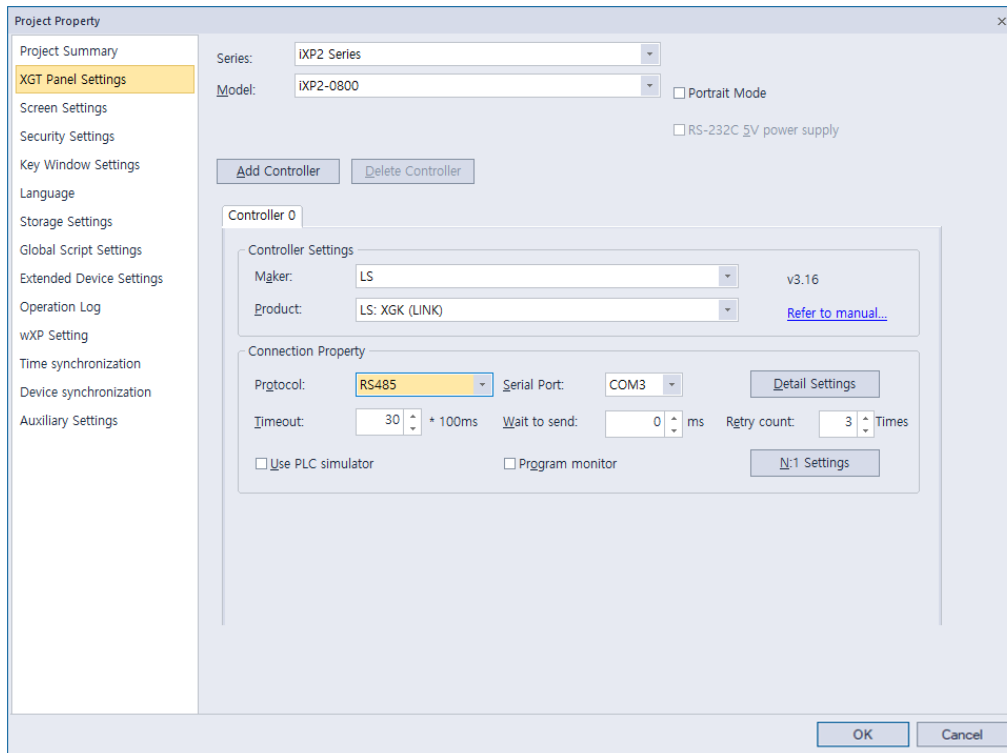 Project Property
Project Summary
XGT Panel Settings
Screen Settings
Security Settings
Key Window Settings
Language
Storage Settings
Global Script Settings
Extended Device Settings
Operation Log
wXP Setting
Time synchronization
Device synchronization
Auxiliary Settings
Series: iXP2 Series
Model: iXP2-0800
Portrait Mode
RS-232C 5V power supply
Add Controller Delete Controller
Controller 0
Controller Settings
Maker: LS v3.16
Product: LS: XGK (LINK) Refer to manual...
Connection Property
Protocol: RS485 Serial Port: COM3 Detail Settings
Timeout: 30 * 100ms Wait to send: 0 ms Retry count: 3 Times
Use PLC simulator Program monitor N:1 Settings
OK Cancel